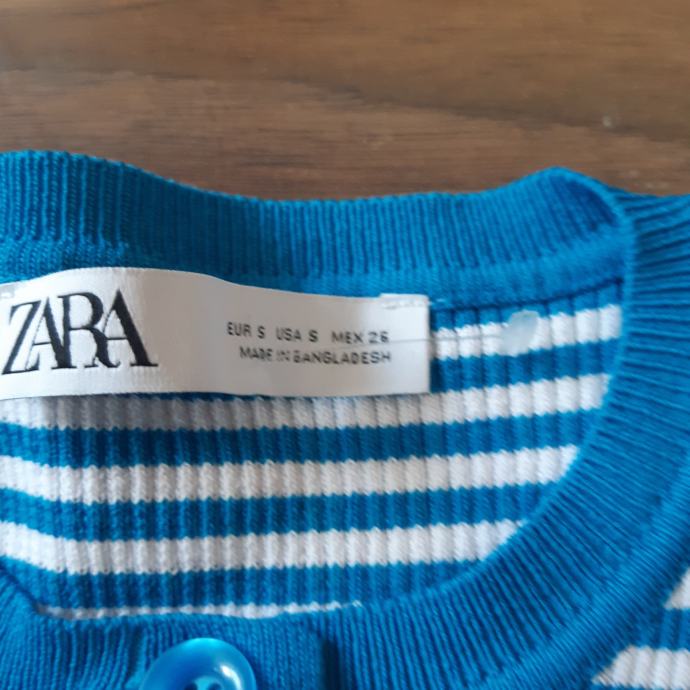 ZARA
EUR S USA S MEX 26
MADE IN BANGLADESH